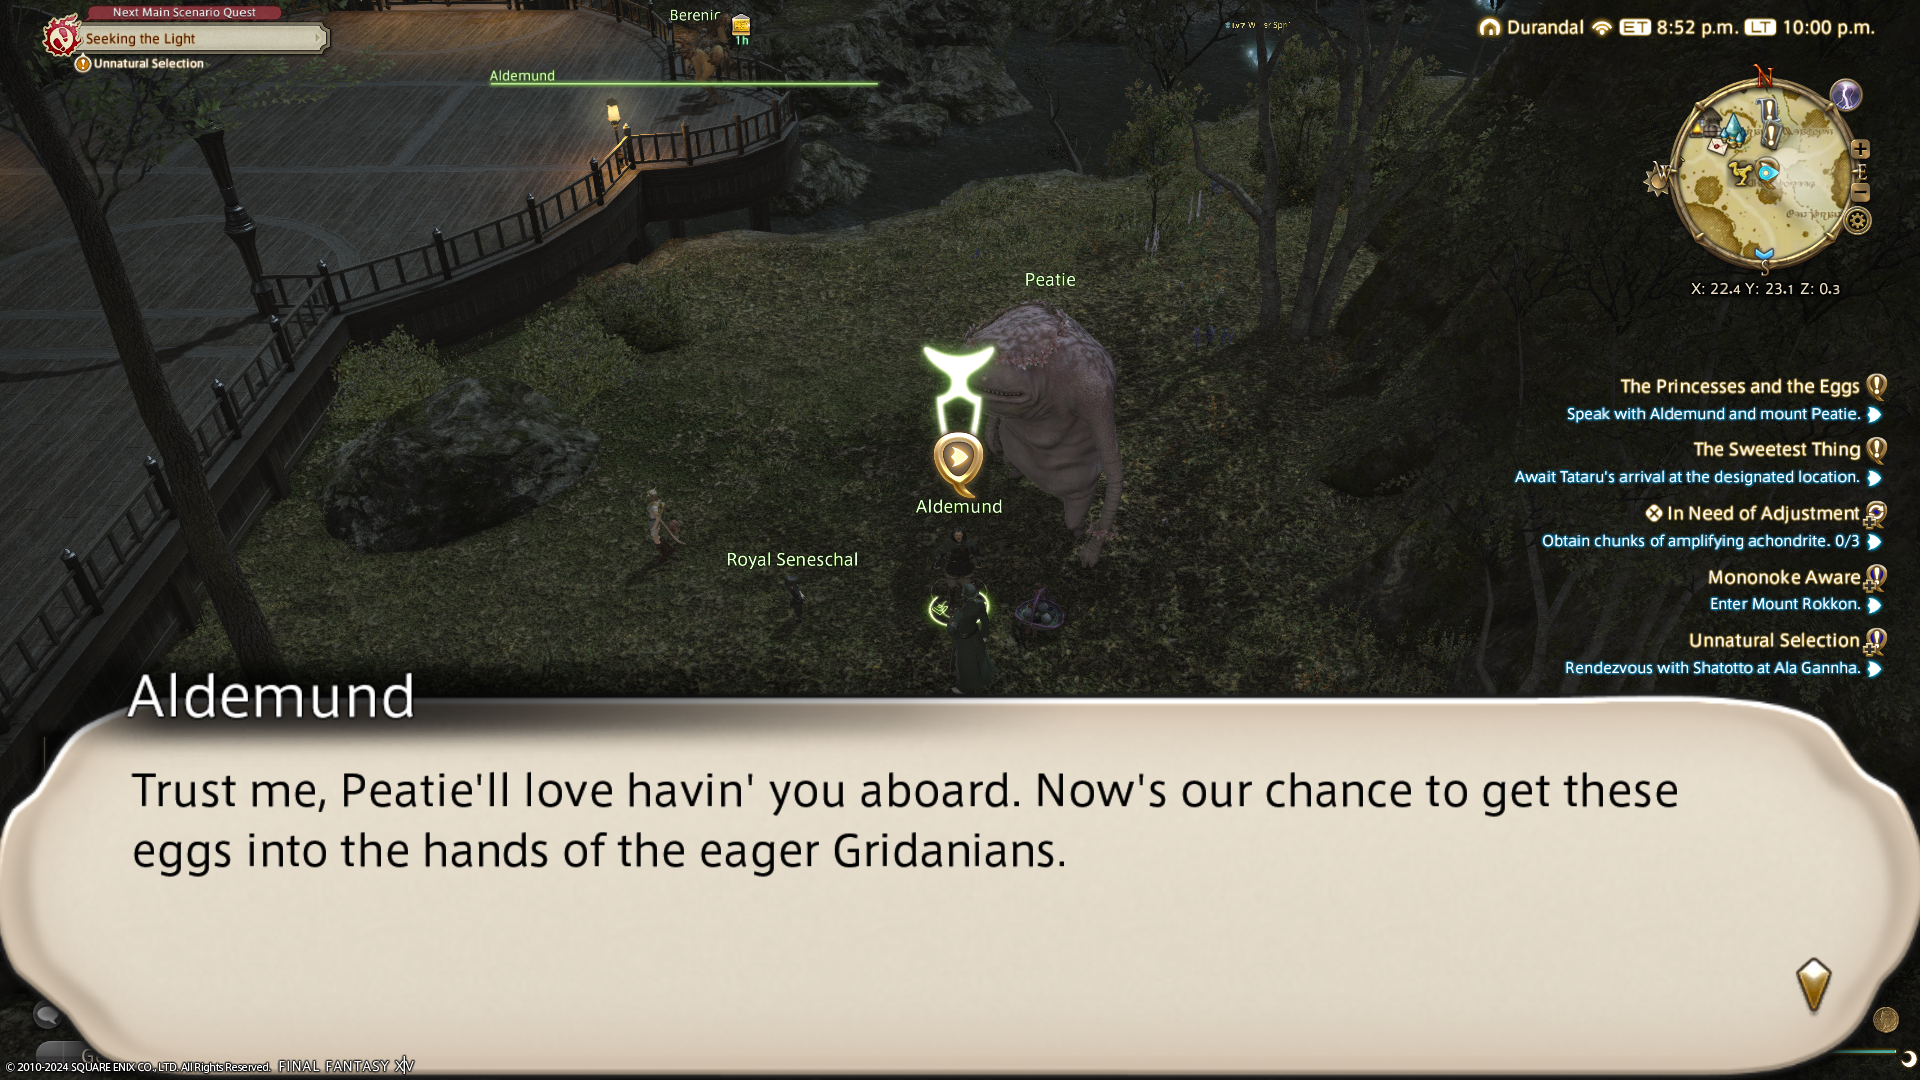 Next Main Scenario Quest
Seeking the Light
Unnatural Selection
Berenic
1h
Aldemund
Durandal ET 8:52 p.m. LT 10:00 p.m.
N
W
E
S
X: 22.4 Y: 23.1 Z: 0.3
Peatie
Aldemund
Royal Seneschal
The Princesses and the Eggs
Speak with Aldemund and mount Peatie.
The Sweetest Thing
Await Tataru's arrival at the designated location.
In Need of Adjustment
Obtain chunks of amplifying achondrite. 0/3
Mononoke Aware
Enter Mount Rokkon.
Unnatural Selection
Rendezvous with Shatotto at Ala Gannha.
Aldemund
Trust me, Peatie'll love havin' you aboard. Now's our chance to get these
eggs into the hands of the eager Gridanians.
© 2010-2024 SQUARE ENIX CO., LTD. All Rights Reserved. FINAL FANTASY XIV